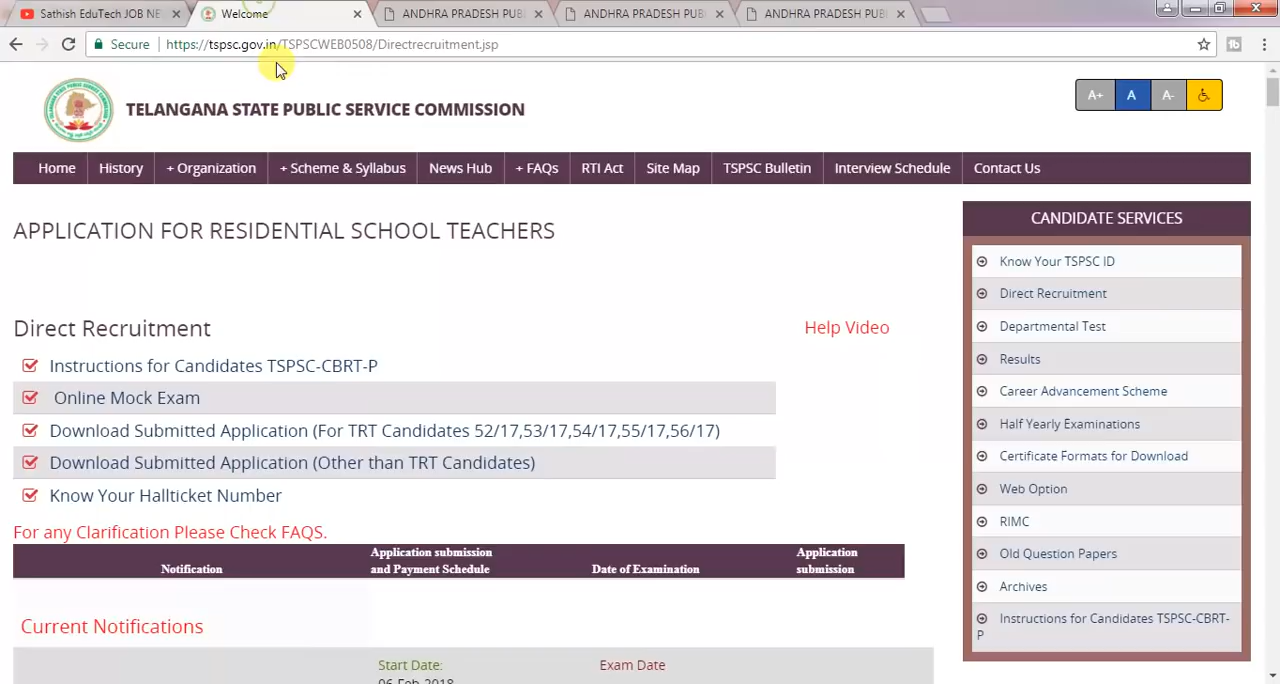 Sathish EduTech JOB NE
Welcome
ANDHRA PRADESH PUB
ANDHRA PRADESH PUB
ANDHRA PRADESH PUB
Secure
https://tspsc.gov.in/TSPSCWEB0508/Directrecruitment.jsp
TELANGANA STATE PUBLIC SERVICE COMMISSION
A+ A A-
Home History + Organization + Scheme & Syllabus News Hub + FAQs RTI Act Site Map TSPSC Bulletin Interview Schedule Contact Us
APPLICATION FOR RESIDENTIAL SCHOOL TEACHERS
Direct Recruitment
Help Video
Instructions for Candidates TSPSC-CBRT-P
Online Mock Exam
Download Submitted Application (For TRT Candidates 52/17,53/17,54/17,55/17,56/17)
Download Submitted Application (Other than TRT Candidates)
Know Your Hallticket Number
For any Clarification Please Check FAQS.
Notification
Application submission
and Payment Schedule
Date of Examination
Application
submission
Current Notifications
Start Date:
06 Feb 2018
Exam Date
CANDIDATE SERVICES
Know Your TSPSC ID
Direct Recruitment
Departmental Test
Results
Career Advancement Scheme
Half Yearly Examinations
Certificate Formats for Download
Web Option
RIMC
Old Question Papers
Archives
Instructions for Candidates TSPSC-CBRT-
P